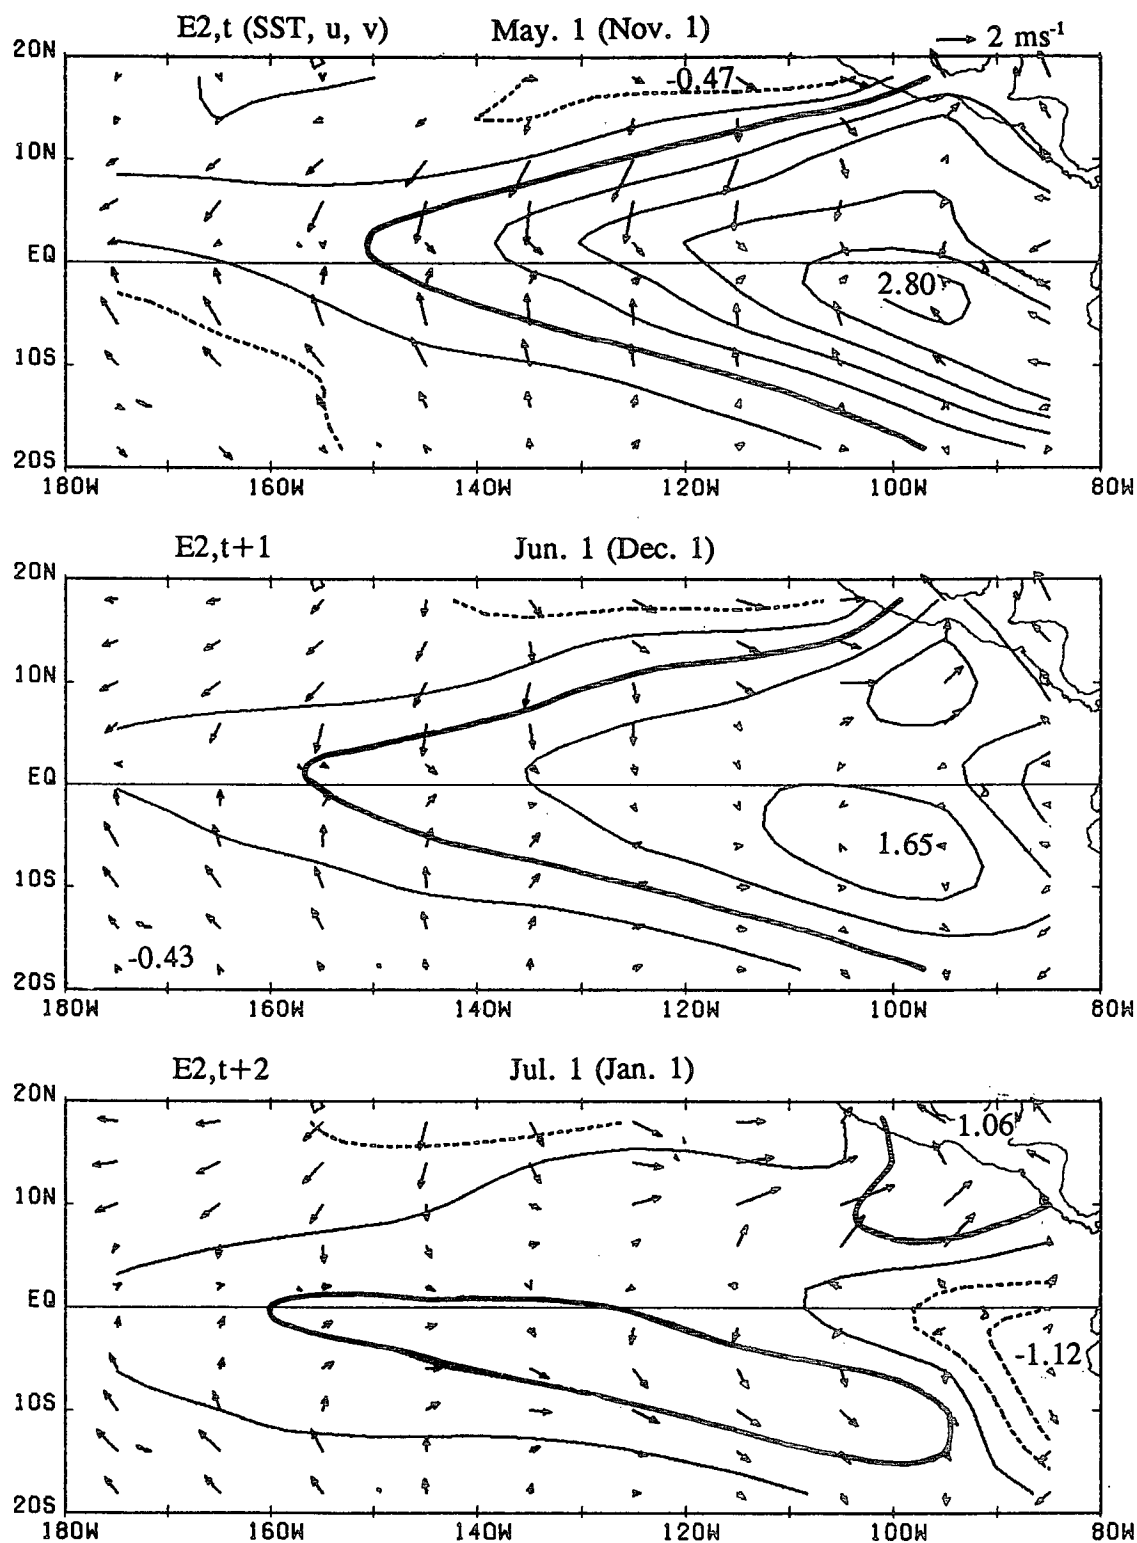 E2,t (SST, u, v) May. 1 (Nov. 1) 2 ms-1
20N
-0.47
10N
EQ
2.80
10S
20S
180W 160W 140W 120W 100W 80W
E2,t+1 Jun. 1 (Dec. 1)
20N
10N
EQ
1.65
10S
-0.43
20S
180W 160W 140W 120W 100W 80W
E2,t+2 Jul. 1 (Jan. 1)
20N
1.06
10N
EQ
-1.12
10S
20S
180W 160W 140W 120W 100W 80W